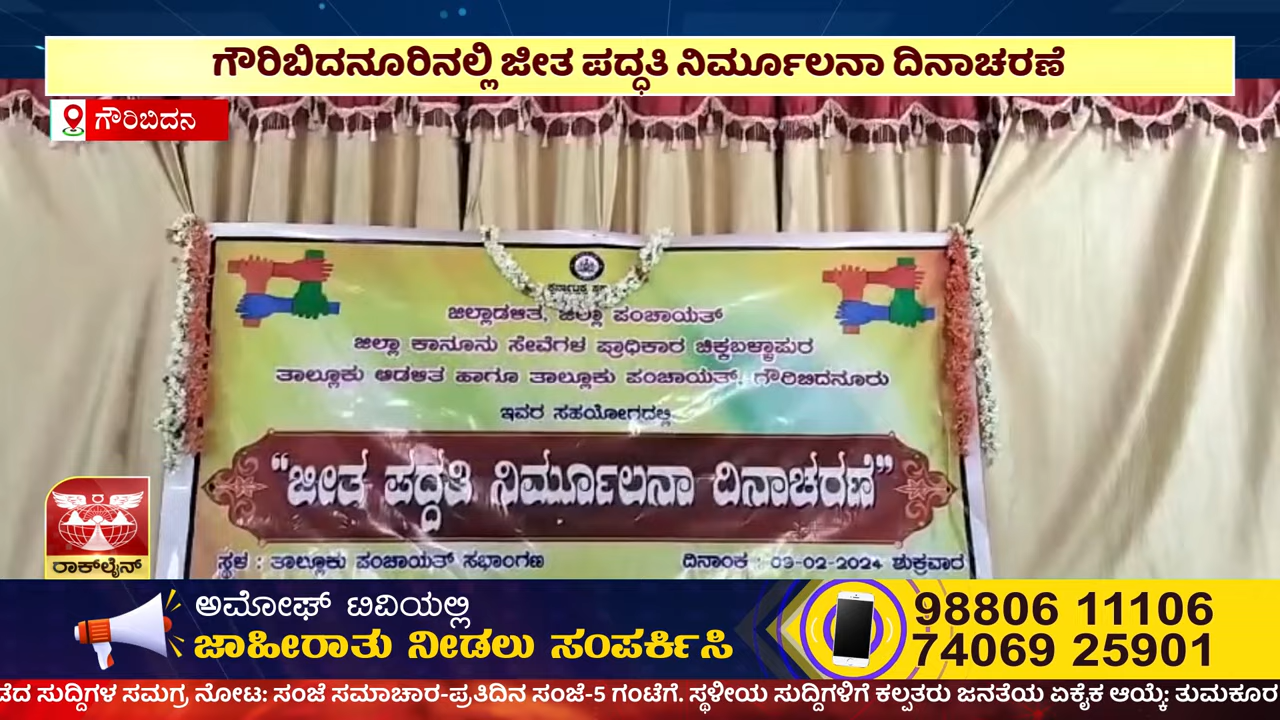 ಗೌರಿಬಿದನೂರಿನಲ್ಲಿ ಜೀತ ಪದ್ಧತಿ ನಿರ್ಮೂಲನಾ ದಿನಾಚರಣೆ
ಗೌರಿಬಿದನ
ಜಿಲ್ಲಾಡಳಿತ, ಜಿಲ್ಲಾ ಪಂಚಾಯತ್
ಜಿಲ್ಲಾ ಕಾನೂನು ಸೇವೆಗಳ ಪ್ರಾಧಿಕಾರ ಚಿಕ್ಕಬಳ್ಳಾಪುರ
ತಾಲ್ಲೂಕು ಆಡಳಿತ ಹಾಗೂ ತಾಲ್ಲೂಕು ಪಂಚಾಯತ್, ಗೌರಿಬಿದನೂರು
ಇವರ ಸಹಯೋಗದಲ್ಲಿ
"ಜೀತ ಪದ್ದತಿ ನಿರ್ಮೂಲನಾ ದಿನಾಚರಣೆ"
ಸ್ಥಳ : ತಾಲ್ಲೂಕು ಪಂಚಾಯತ್ ಸಭಾಂಗಣ ದಿನಾಂಕ : 09-02-2024 ಶುಕ್ರವಾರ
ರಾಕ್‌ಲೈನ್
ಅಮೋಘ್ ಟಿವಿಯಲ್ಲಿ
ಜಾಹೀರಾತು ನೀಡಲು ಸಂಪರ್ಕಿಸಿ
98806 11106
74069 25901
ಡೆದ ಸುದ್ದಿಗಳ ಸಮಗ್ರ ನೋಟ: ಸಂಜೆ ಸಮಾಚಾರ-ಪ್ರತಿದಿನ ಸಂಜೆ-5 ಗಂಟೆಗೆ. ಸ್ಥಳೀಯ ಸುದ್ದಿಗಳಿಗೆ ಕಲ್ಪತರು ಜನತೆಯ ಏಕೈಕ ಆಯ್ಕೆ: ತುಮಕೂರ